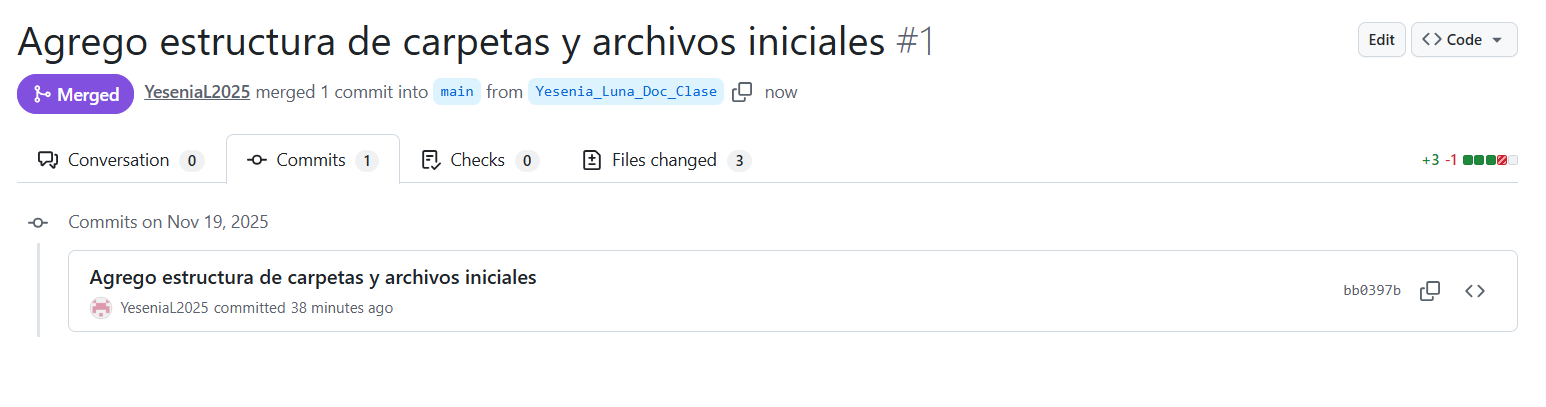 Agrego estructura de carpetas y archivos iniciales #1
Edit
Code
Merged
YeseniaL2025 merged 1 commit into main from Yesenia_Luna_Doc_Clase now
Conversation 0
Commits 1
Checks 0
Files changed 3
+3 -1
Commits on Nov 19, 2025
Agrego estructura de carpetas y archivos iniciales
YeseniaL2025 committed 38 minutes ago
bb0397b